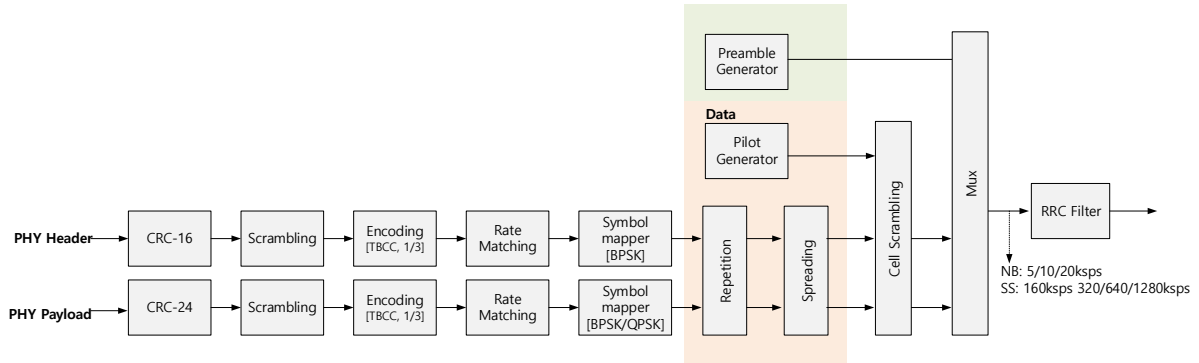 Preamble
Generator
Data
Pilot
Generator
Mux
Cell Scrambling
RRC Filter
PHY Header
CRC-16
Scrambling
Encoding
[TBCC, 1/3]
Rate
Matching
Symbol
mapper
[BPSK]
Repetition
Spreading
NB: 5/10/20ksps
SS: 160ksps 320/640/1280ksps
PHY Payload
CRC-24
Scrambling
Encoding
[TBCC, 1/3]
Rate
Matching
Symbol
mapper
[BPSK/QPSK]